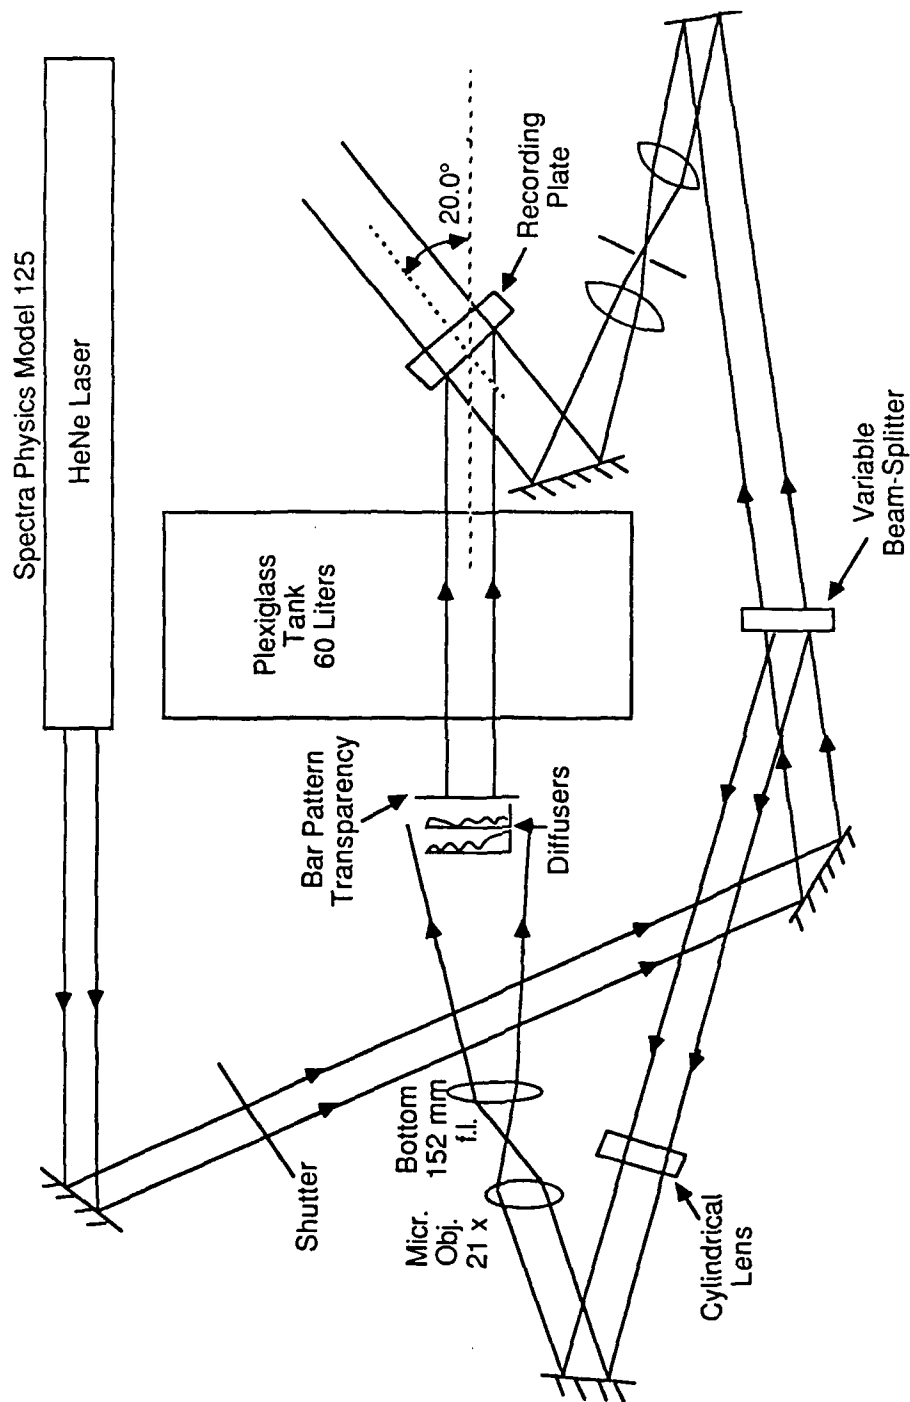 Spectra Physics Model 125
HeNe Laser
20.0°
Recording
Plate
Plexiglass
Tank
60 Liters
Bar Pattern
Transparency
Diffusers
Variable
Beam-Splitter
Shutter
Bottom
152 mm
f.l.
Micr.
Obj.
21 x
Cylindrical
Lens